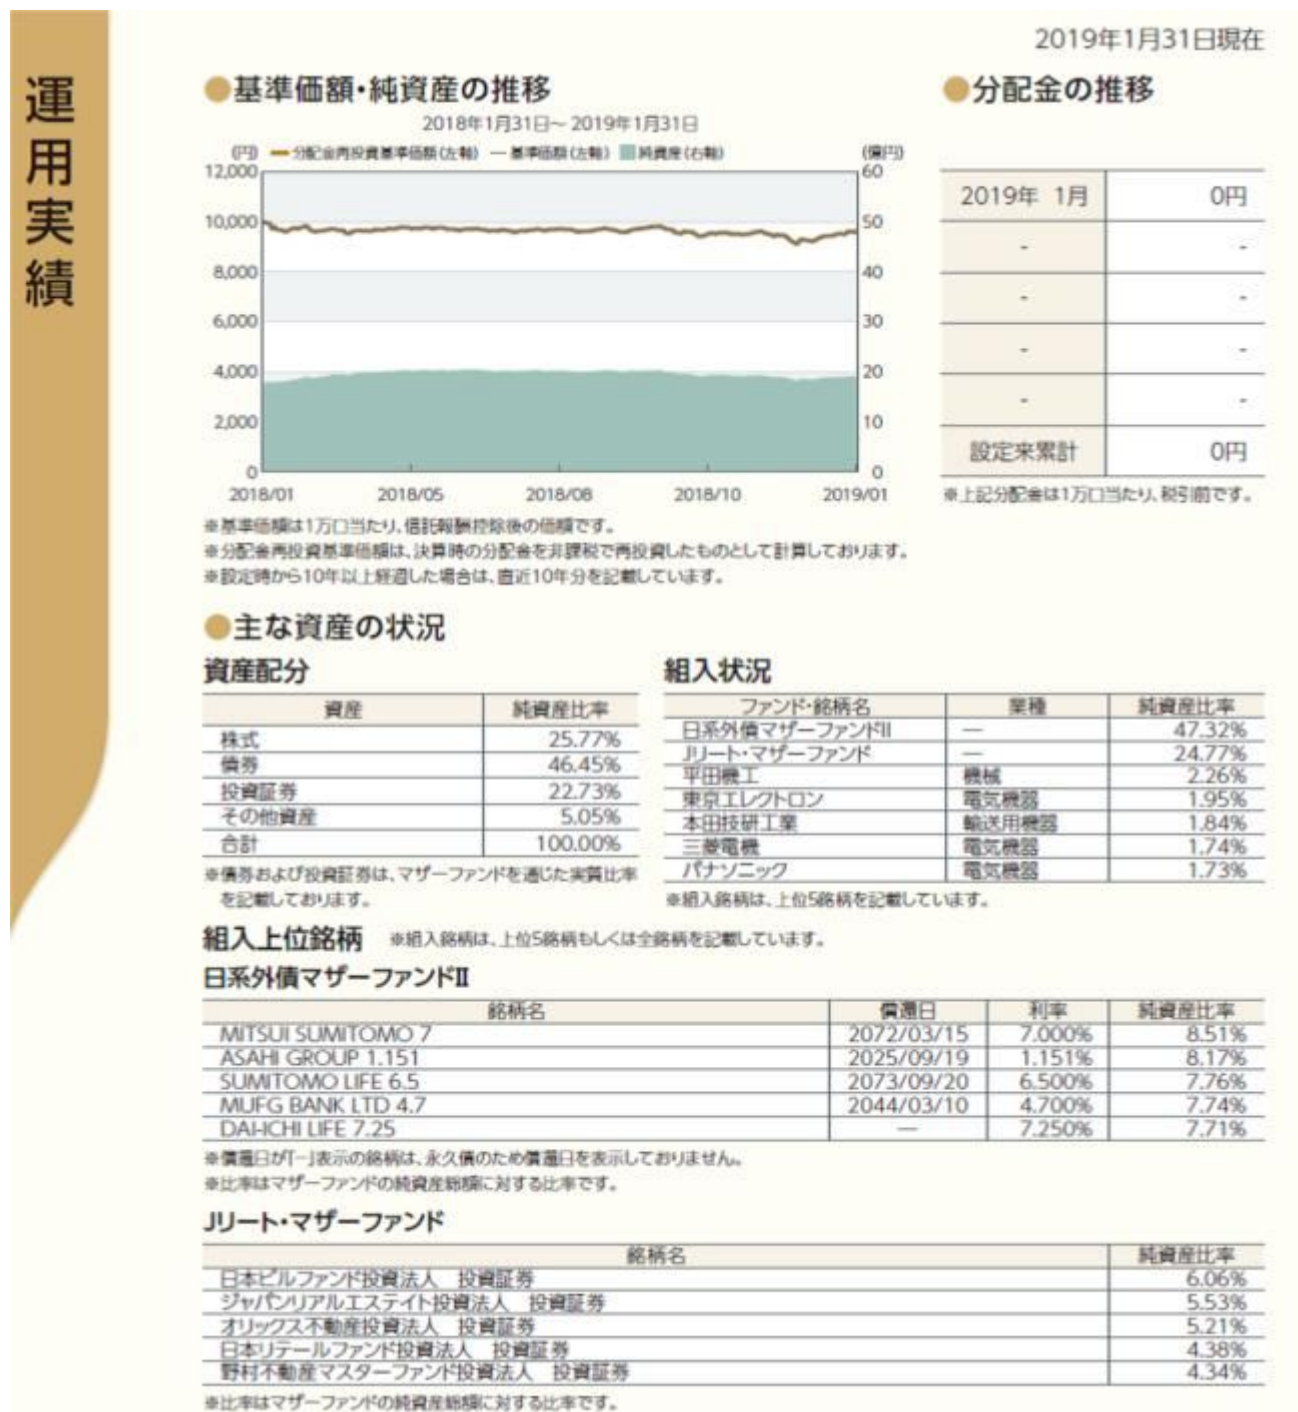 運用実績
2019年1月31日現在
●基準価額・純資産の推移
2018年1月31日～2019年1月31日
(円) 分配金再投資基準価額(左軸) 基準価額(左軸) 純資産(右軸) (億円)
12,000 60
10,000 50
8,000 40
6,000 30
4,000 20
2,000 10
0 0
2018/01 2018/05 2018/08 2018/10 2019/01
※基準価額は1万口当たり、信託報酬控除後の価額です。
※分配金再投資基準価額は、決算時の分配金を非課税で再投資したものとして計算しております。
※設定時から10年以上経過した場合は、直近10年分を記載しています。
●分配金の推移
2019年 1月 0円
- -
- -
- -
- -
設定来累計 0円
※上記分配金は1万口当たり、税引前です。
●主な資産の状況
資産配分
資産 純資産比率
株式 25.77%
債券 46.45%
投資証券 22.73%
その他資産 5.05%
合計 100.00%
※債券および投資証券は、マザーファンドを通じた実質比率
を記載しております。
組入状況
ファンド・銘柄名 業種 純資産比率
日系外債マザーファンドII — 47.32%
Jリート・マザーファンド — 24.77%
平田機工 機械 2.26%
東京エレクトロン 電気機器 1.95%
本田技研工業 輸送用機器 1.84%
三菱電機 電気機器 1.74%
パナソニック 電気機器 1.73%
※組入銘柄は、上位5銘柄を記載しています。
組入上位銘柄 ※組入銘柄は、上位5銘柄もしくは全銘柄を記載しています。
日系外債マザーファンドⅡ
銘柄名 償還日 利率 純資産比率
MITSUI SUMITOMO 7 2072/03/15 7.000% 8.51%
ASAHI GROUP 1.151 2025/09/19 1.151% 8.17%
SUMITOMO LIFE 6.5 2073/09/20 6.500% 7.76%
MUFG BANK LTD 4.7 2044/03/10 4.700% 7.74%
DAI-ICHI LIFE 7.25 — 7.250% 7.71%
※償還日が「－」表示の銘柄は、永久債のため償還日を表示しておりません。
※比率はマザーファンドの純資産総額に対する比率です。
Jリート・マザーファンド
銘柄名 純資産比率
日本ビルファンド投資法人 投資証券 6.06%
ジャパンリアルエステイト投資法人 投資証券 5.53%
オリックス不動産投資法人 投資証券 5.21%
日本リテールファンド投資法人 投資証券 4.38%
野村不動産マスターファンド投資法人 投資証券 4.34%
※比率はマザーファンドの純資産総額に対する比率です。